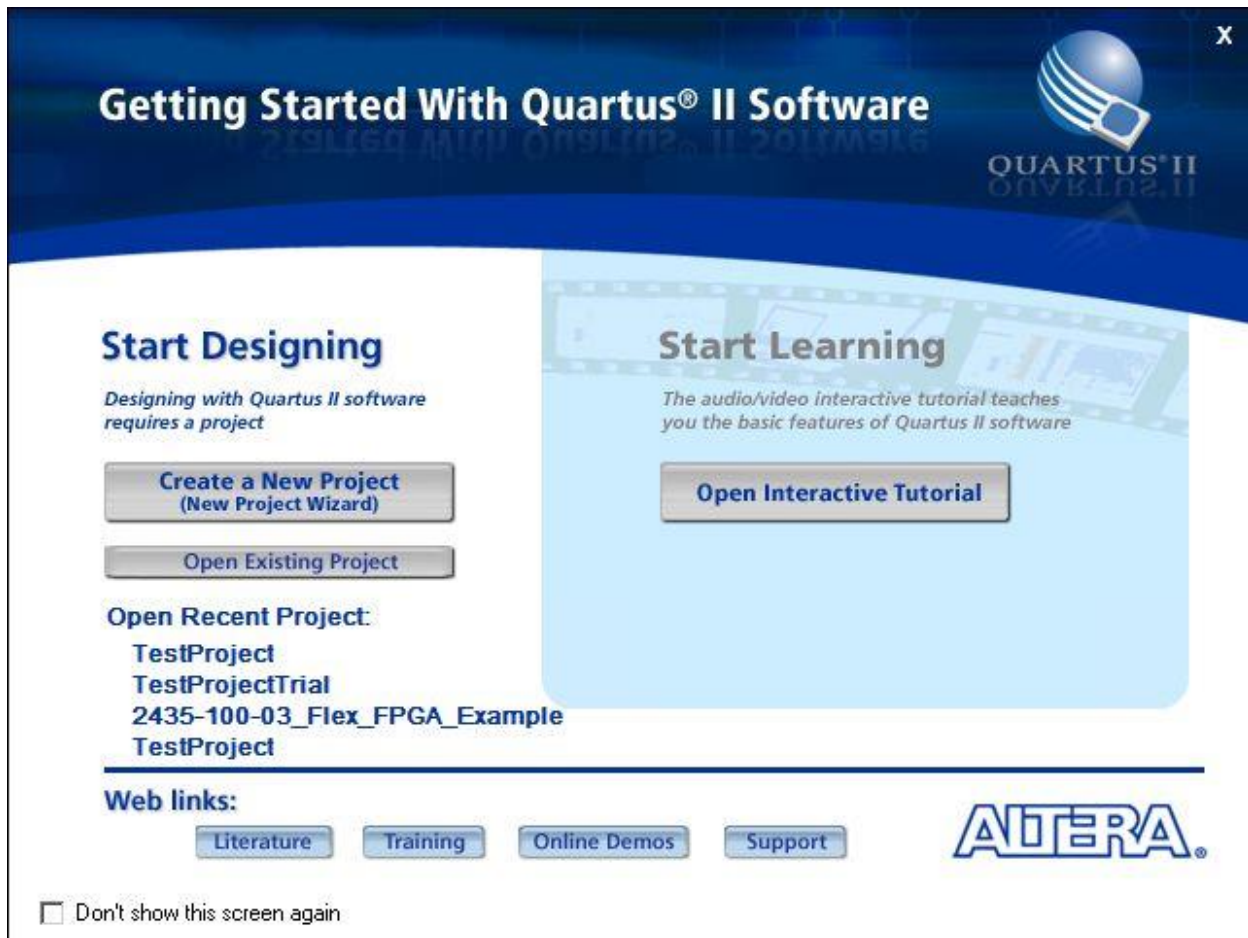 X
Getting Started With Quartus® II Software
QUARTUS® II
Start Designing
Designing with Quartus II software
requires a project
Create a New Project
(New Project Wizard)
Open Existing Project
Open Recent Project:
TestProject
TestProjectTrial
2435-100-03_Flex_FPGA_Example
TestProject
Start Learning
The audio/video interactive tutorial teaches
you the basic features of Quartus II software
Open Interactive Tutorial
Web links:
Literature
Training
Online Demos
Support
ALTERA®
Don't show this screen again